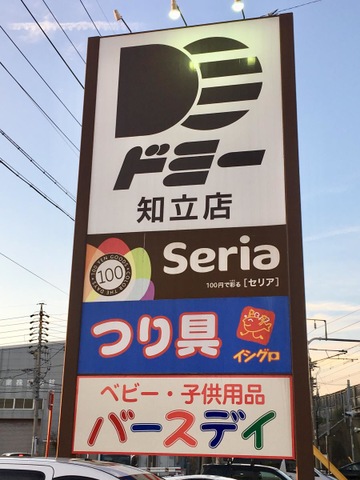 ドミー
知立店
100
Seria
100円で彩る [セリア]
つり具
イシグロ
ベビー・子供用品
バースデイ